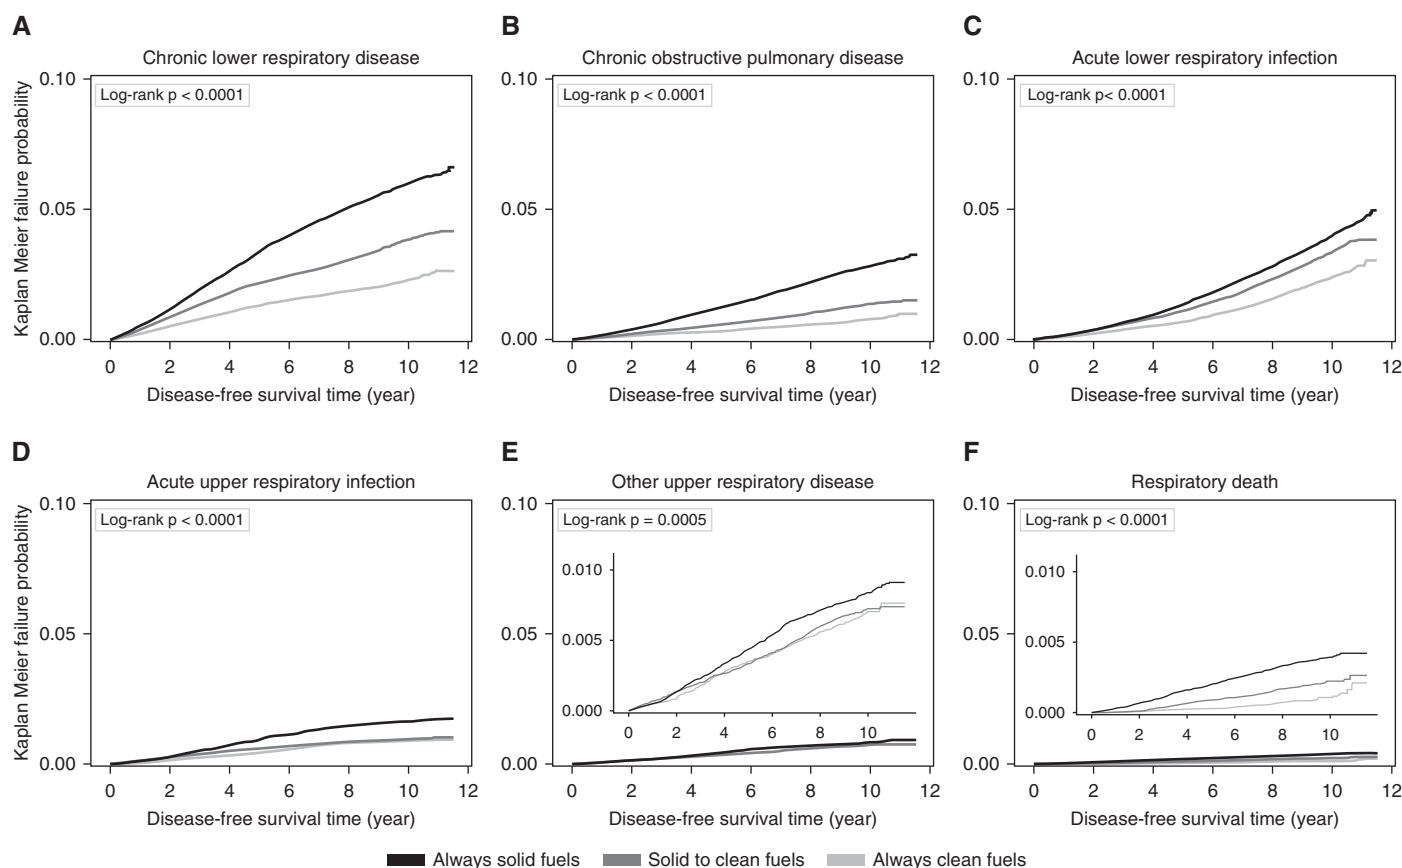 A
B
C
Chronic lower respiratory disease
Chronic obstructive pulmonary disease
Acute lower respiratory infection
Kaplan Meier failure probability
0.10
0.05
0.00
Log-rank p < 0.0001
0 2 4 6 8 10 12
Disease-free survival time (year)
0.10
0.05
0.00
Log-rank p < 0.0001
0 2 4 6 8 10 12
Disease-free survival time (year)
0.10
0.05
0.00
Log-rank p< 0.0001
0 2 4 6 8 10 12
Disease-free survival time (year)
D
E
F
Acute upper respiratory infection
Other upper respiratory disease
Respiratory death
Kaplan Meier failure probability
0.10
0.05
0.00
Log-rank p < 0.0001
0 2 4 6 8 10 12
Disease-free survival time (year)
0.10
0.05
0.00
Log-rank p = 0.0005
0.010
0.005
0.000
0 2 4 6 8 10
0 2 4 6 8 10 12
Disease-free survival time (year)
0.10
0.05
0.00
Log-rank p < 0.0001
0.010
0.005
0.000
0 2 4 6 8 10
0 2 4 6 8 10 12
Disease-free survival time (year)
Always solid fuels Solid to clean fuels Always clean fuels